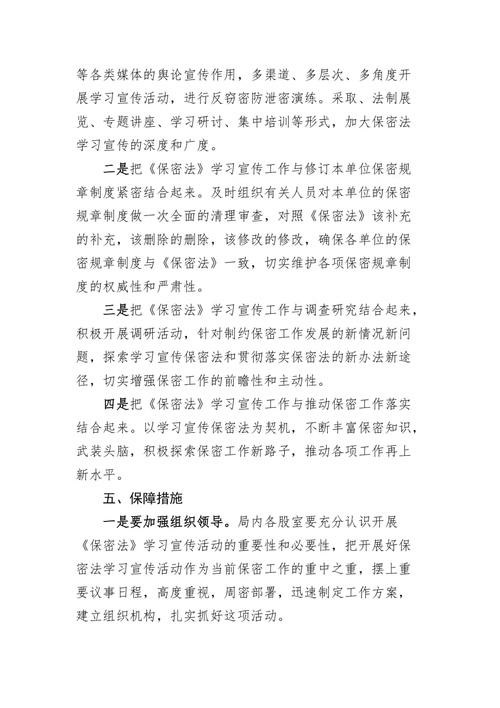 等各类媒体的舆论宣传作用，多渠道、多层次、多角度开
展学习宣传活动，进行反窃密防泄密演练。采取、法制展
览、专题讲座、学习研讨、集中培训等形式，加大保密法
学习宣传的深度和广度。
二是把《保密法》学习宣传工作与修订本单位保密规
章制度紧密结合起来。及时组织有关人员对本单位的保密
规章制度做一次全面的清理审查，对照《保密法》该补充
的补充，该删除的删除，该修改的修改，确保各单位的保
密规章制度与《保密法》一致，切实维护各项保密规章制
度的权威性和严肃性。
三是把《保密法》学习宣传工作与调查研究结合起来，
积极开展调研活动，针对制约保密工作发展的新情况新问
题，探索学习宣传保密法和贯彻落实保密法的新办法新途
径，切实增强保密工作的前瞻性和主动性。
四是把《保密法》学习宣传工作与推动保密工作落实
结合起来。以学习宣传保密法为契机，不断丰富保密知识，
武装头脑，积极探索保密工作新路子，推动各项工作再上
新水平。
五、保障措施
一是要加强组织领导。局内各股室要充分认识开展
《保密法》学习宣传活动的重要性和必要性，把开展好保
密法学习宣传活动作为当前保密工作的重中之重，摆上重
要议事日程，高度重视，周密部署，迅速制定工作方案，
建立组织机构，扎实抓好这项活动。